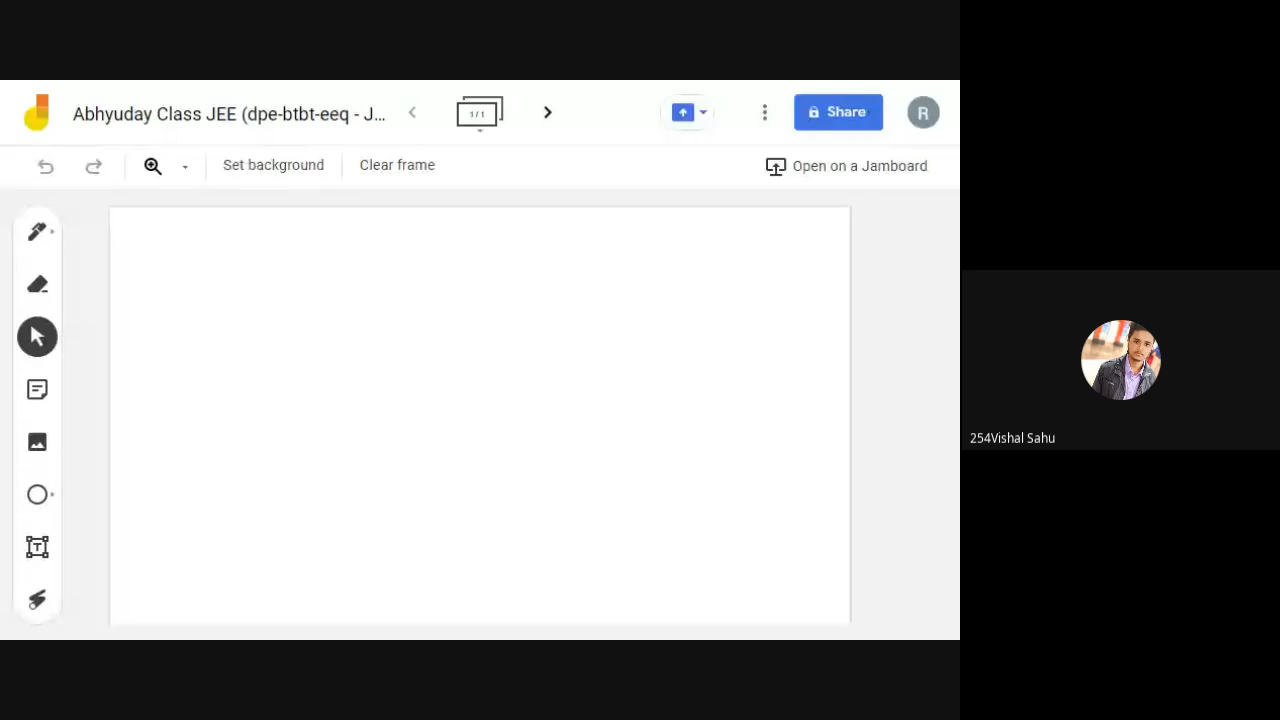 Abhyuday Class JEE (dpe-btbt-eeq - J...
1/1
Share
R
Set background
Clear frame
Open on a Jamboard
T
254Vishal Sahu